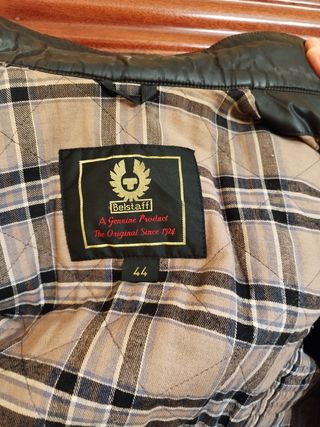 Belstaff
A Genuine Product
The Original Since 1924
44